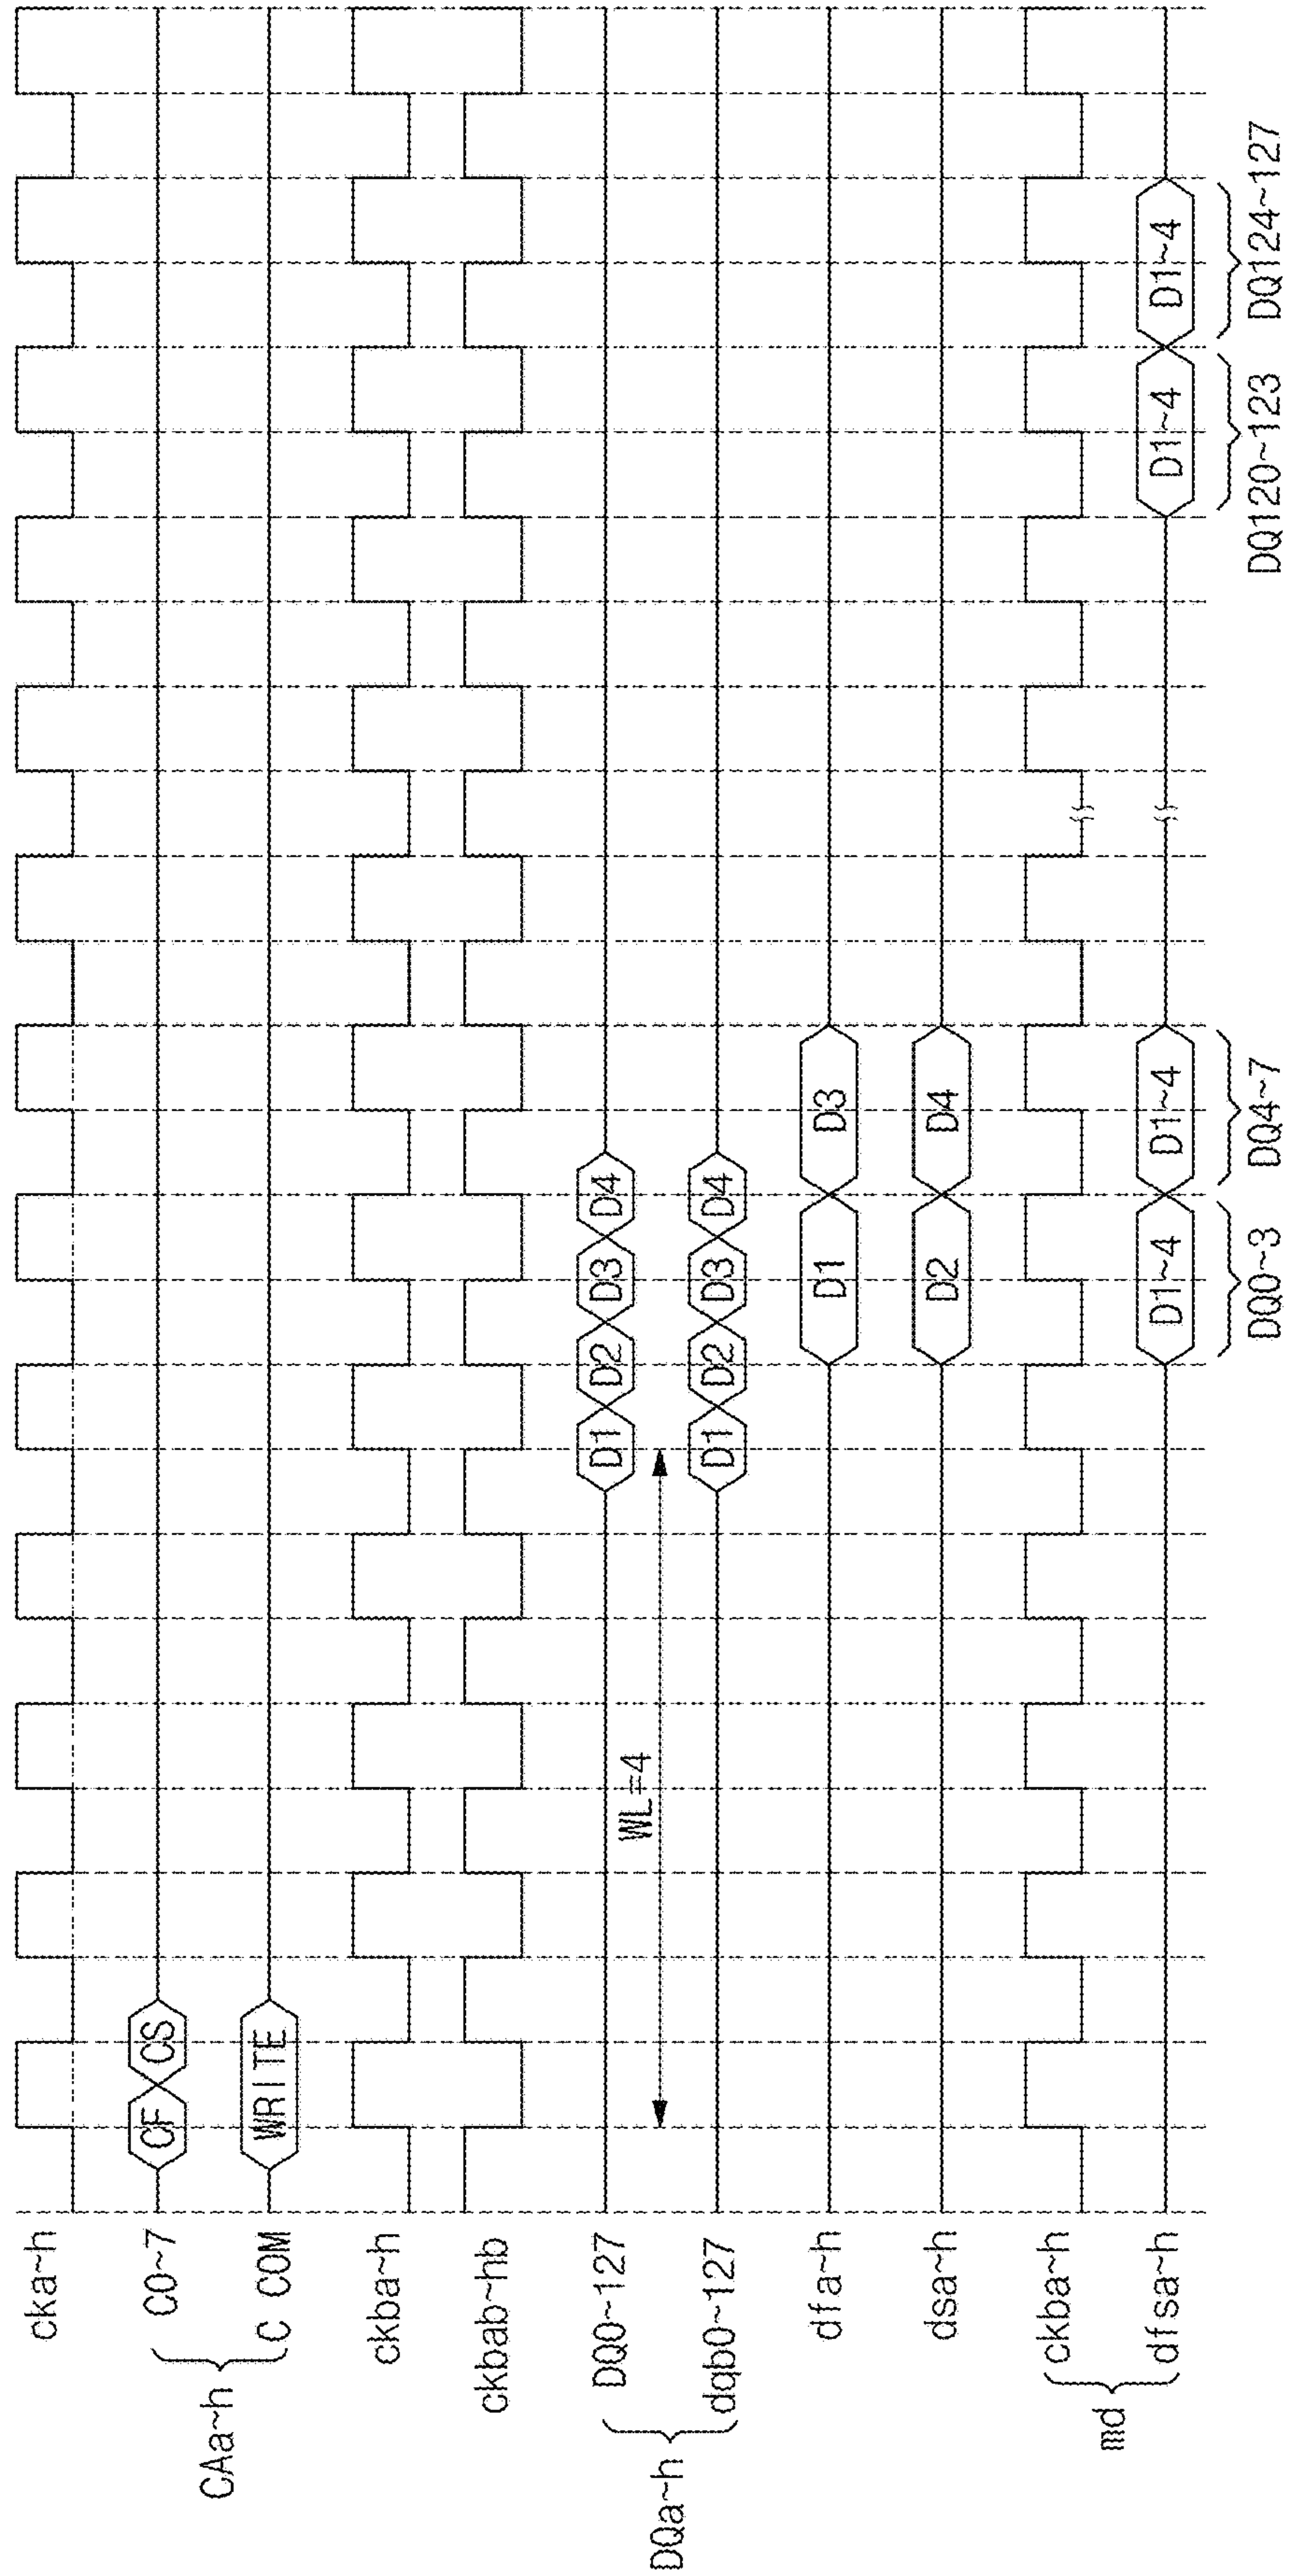 cka~h
CF CS
C0~7
WRITE
C COM
CAa~h
ckba~h
ckbab~hb
D1 D2 D3 D4
DQ0~127
WL=4
D1 D2 D3 D4
dqb0~127
DQa~h
D1 D3
dfa~h
D2 D4
dsa~h
ckba~h
D1~4 D1~4 D1~4 D1~4
dfsa~h
md
DQ0~3 DQ4~7 DQ120~123 DQ124~127